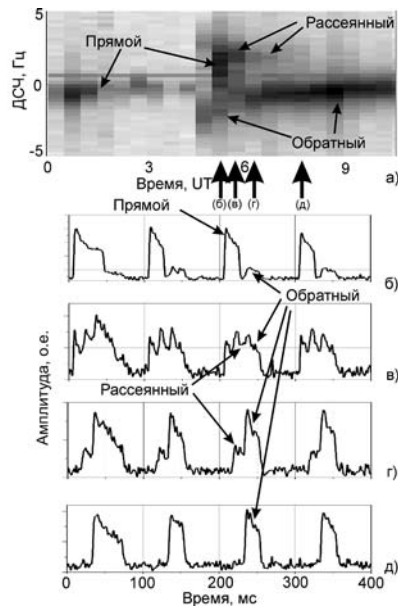 5
0
-5
ДСЧ, Гц
Прямой
Рассеянный
Обратный
0 3 6 9
Время, UT
(б) (в) (г) (д)
а)
Прямой
б)
Обратный
в)
Рассеянный
г)
д)
Амплитуда, о.е.
0 100 200 300 400
Время, мс